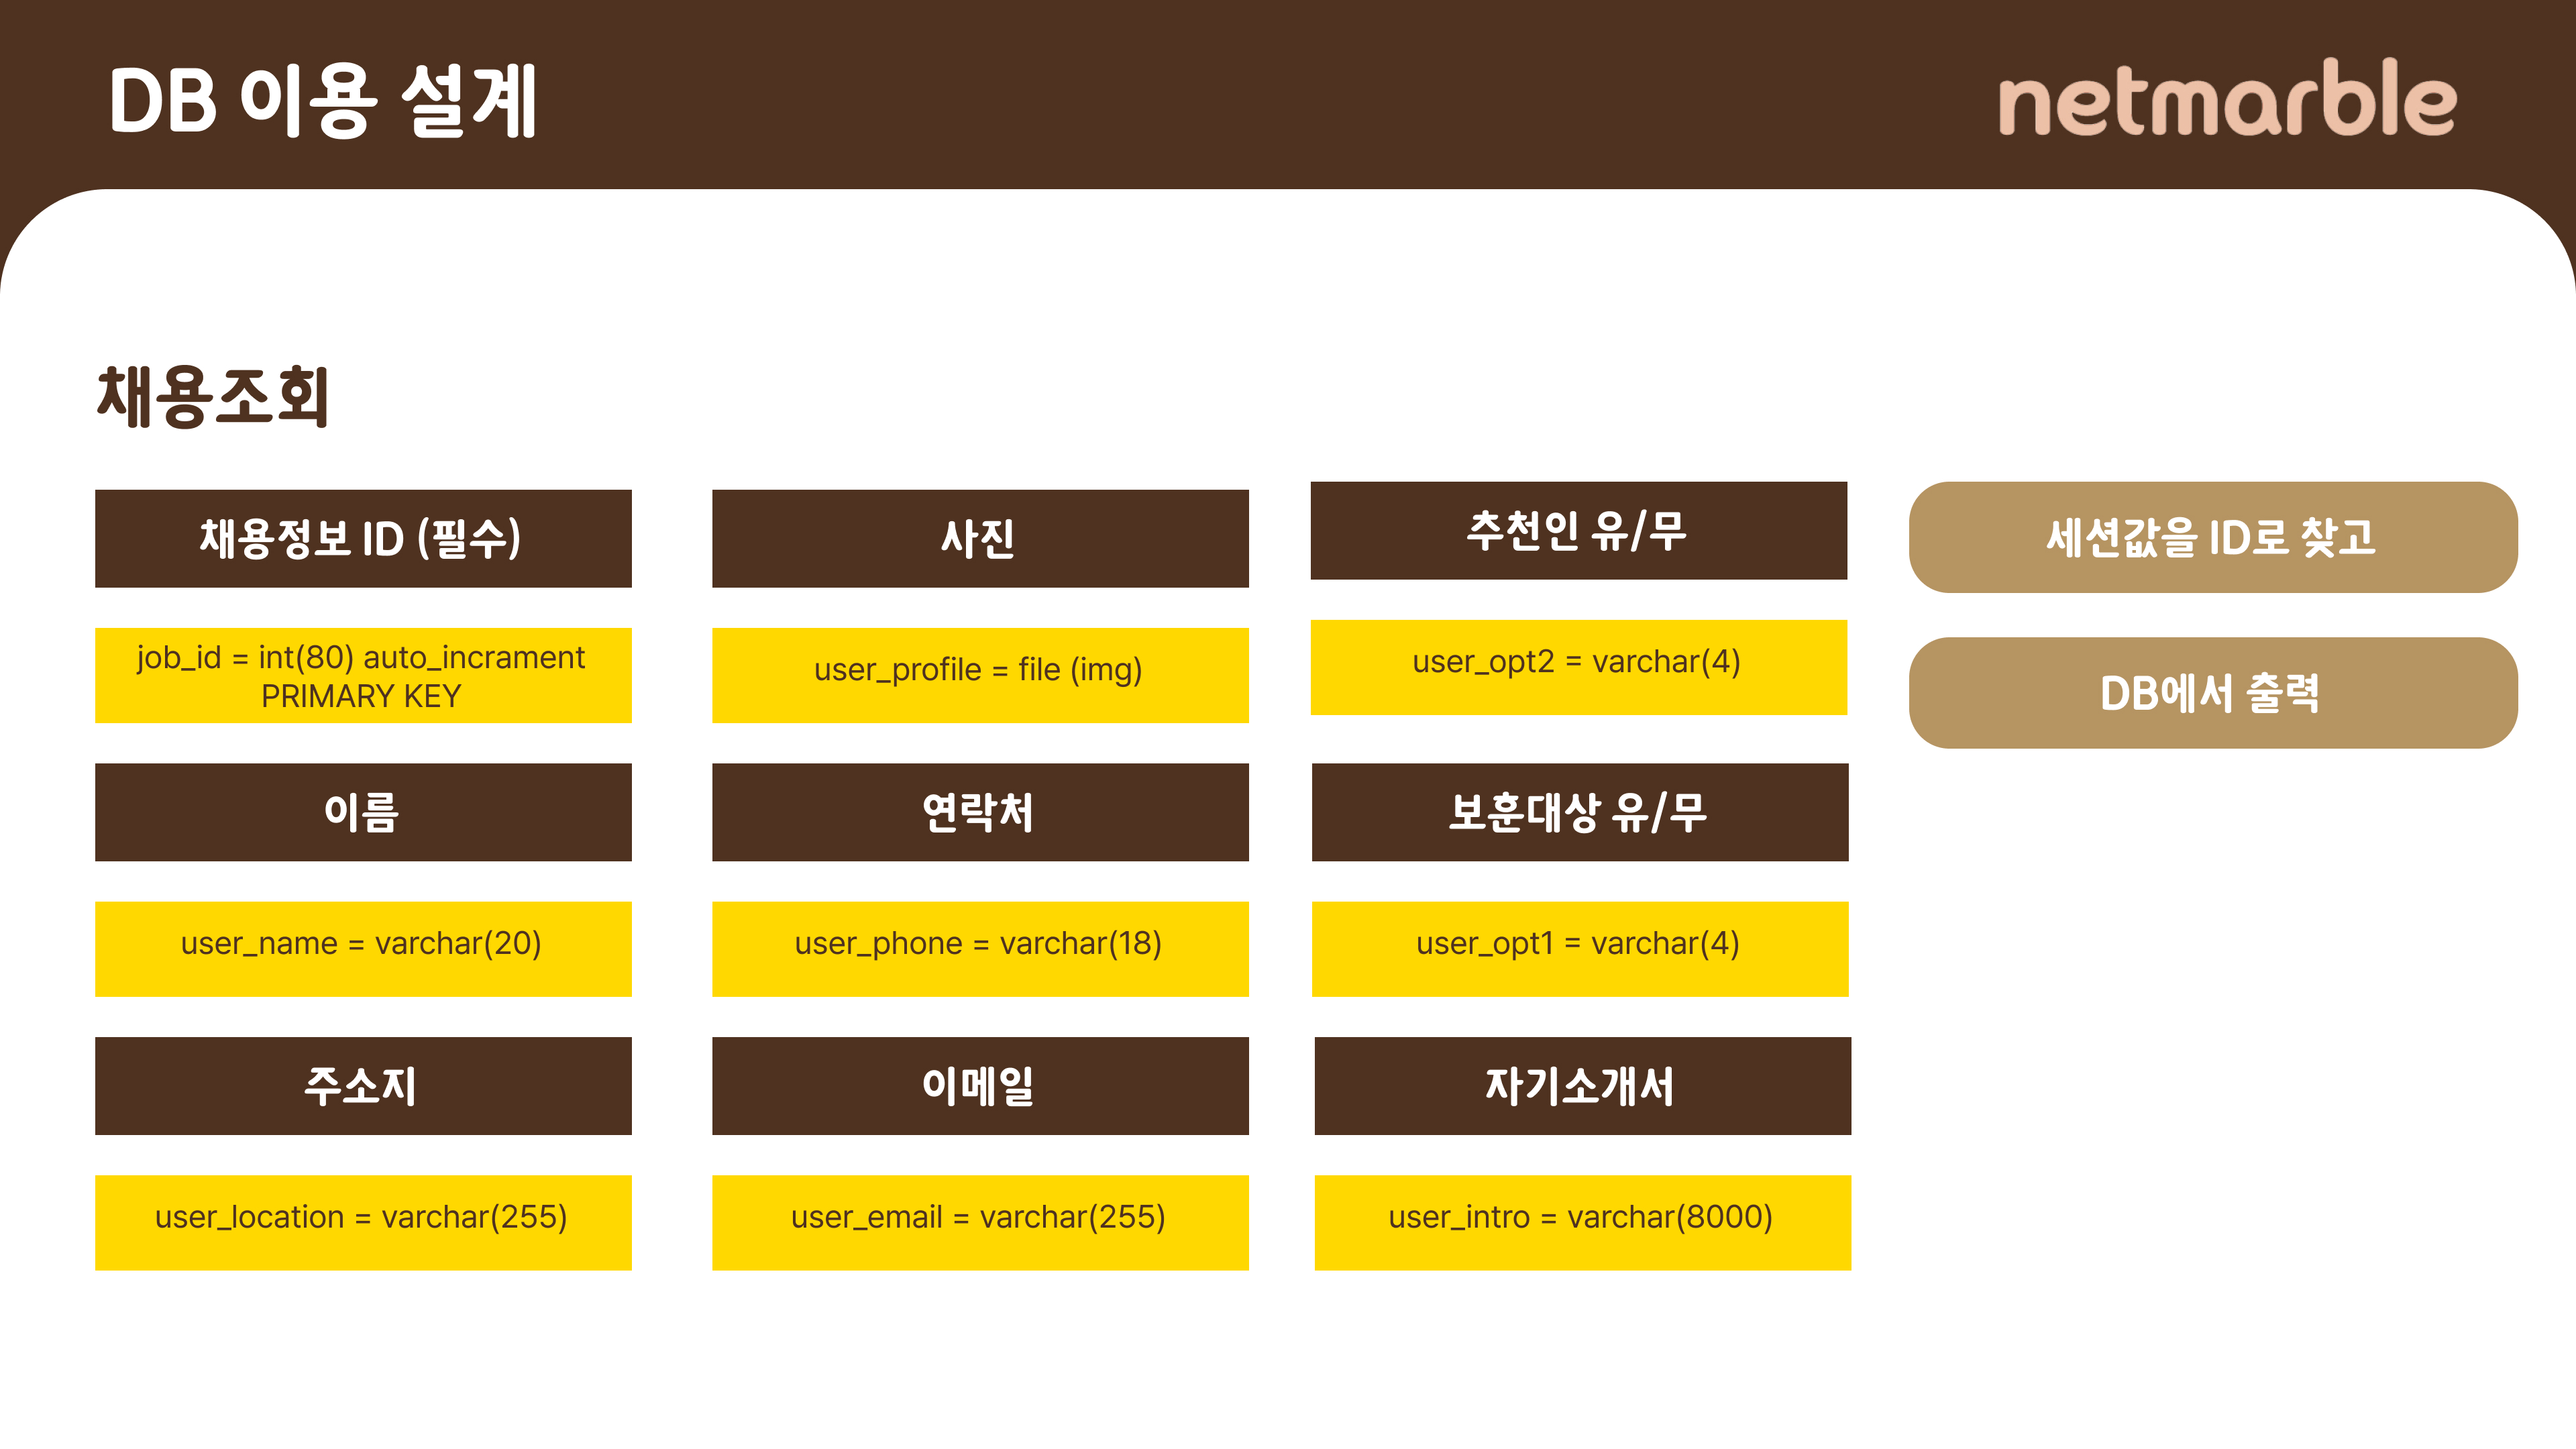 DB 이용 설계
netmarble
채용조회
채용정보 ID (필수)
job_id = int(80) auto_incrament
PRIMARY KEY
이름
user_name = varchar(20)
주소지
user_location = varchar(255)
사진
user_profile = file (img)
연락처
user_phone = varchar(18)
이메일
user_email = varchar(255)
추천인 유/무
user_opt2 = varchar(4)
보훈대상 유/무
user_opt1 = varchar(4)
자기소개서
user_intro = varchar(8000)
세션값을 ID로 찾고
DB에서 출력